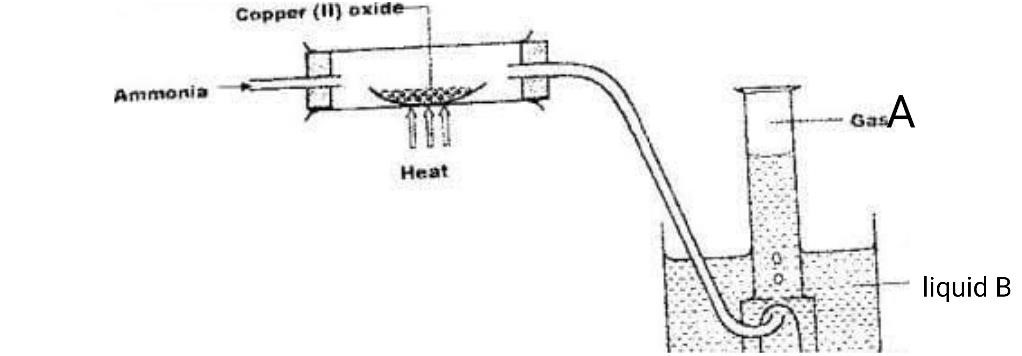 Copper (II) oxide
Ammonia
Heat
Gas A
liquid B